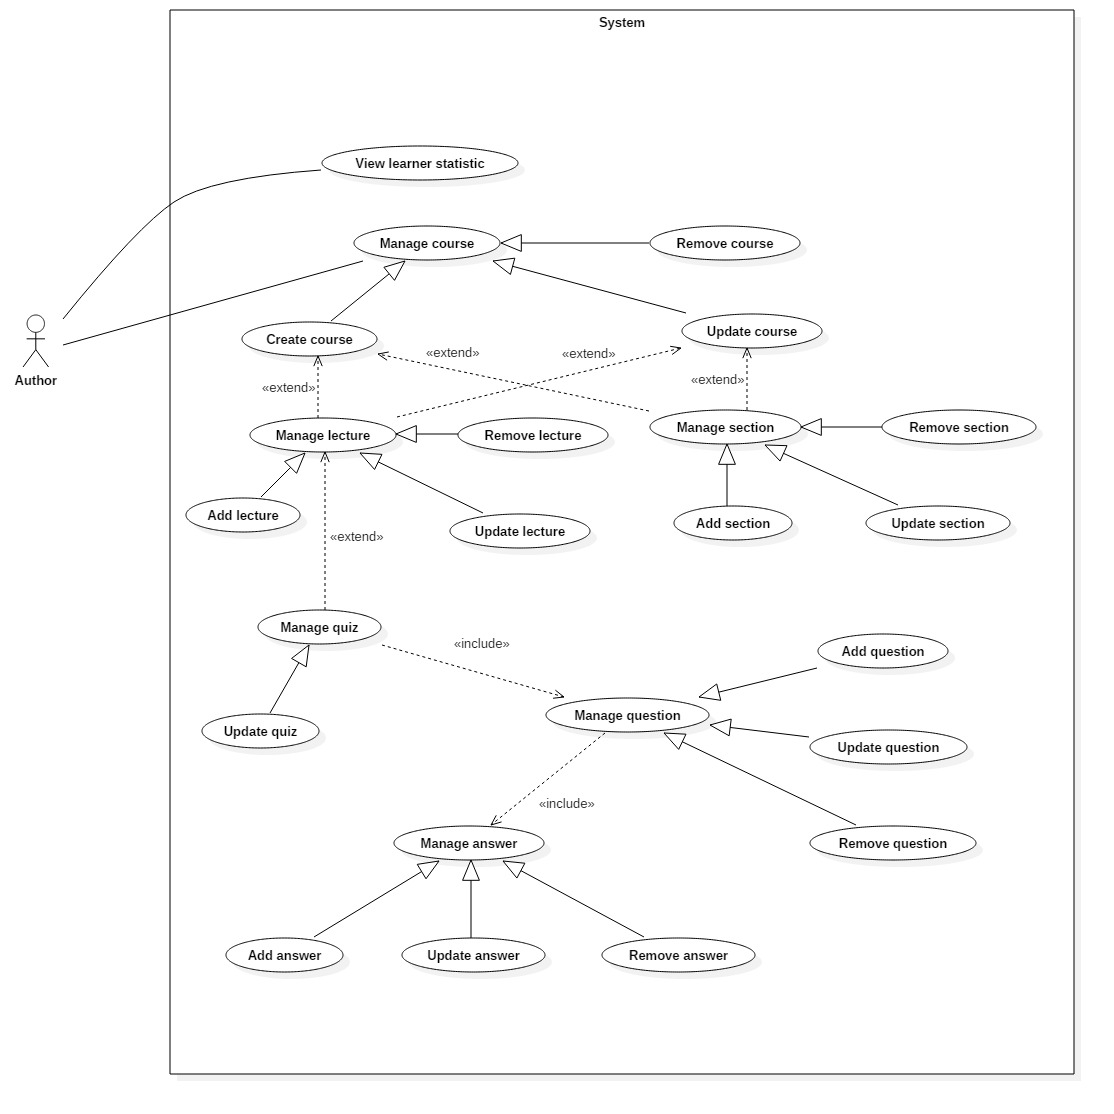 System
View learner statistic
Manage course
Remove course
Author
Create course
Update course
«extend»
«extend»
«extend»
«extend»
Manage lecture
Remove lecture
Manage section
Remove section
Add lecture
Update lecture
Add section
Update section
«extend»
Manage quiz
«include»
Add question
Manage question
Update quiz
Update question
«include»
Manage answer
Remove question
Add answer
Update answer
Remove answer